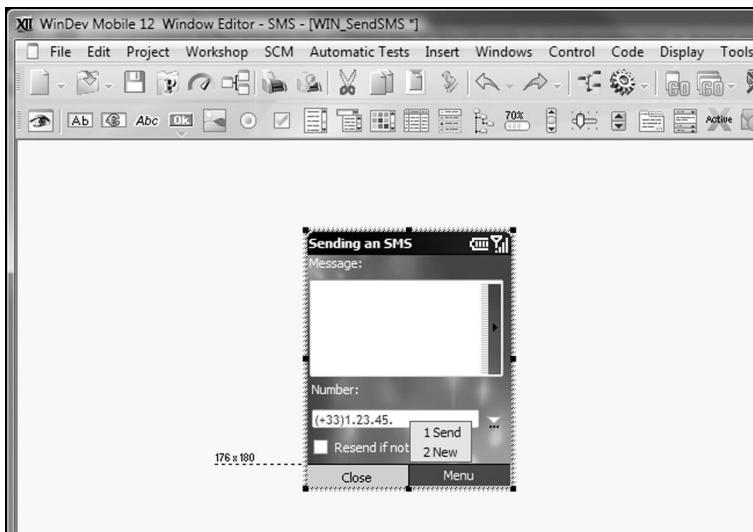 WinDev Mobile 12 Window Editor - SMS - [WIN_SendSMS *]
File Edit Project Workshop SCM Automatic Tests Insert Windows Control Code Display Tools
GO GO
Ab Abc Ok 70% Active
Sending an SMS
Message:
Number:
(+33)1.23.45.
1 Send
Resend if not
2 New
176 x 180
Close Menu